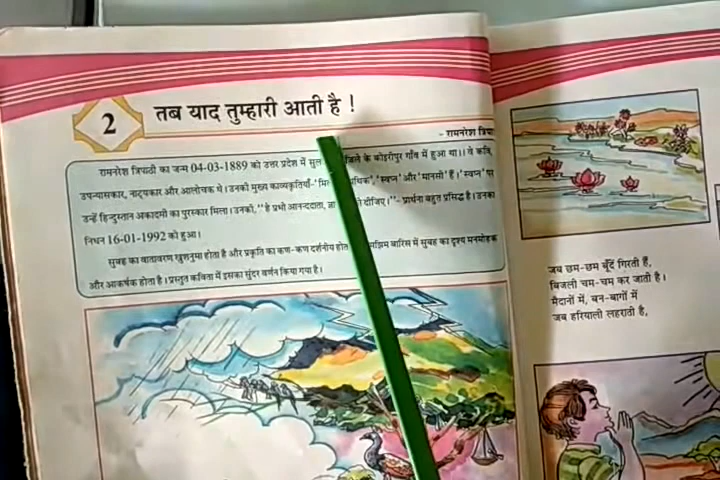 2
तब याद तुम्हारी आती है !
- रामनरेश त्रिपा
रामनरेश त्रिपाठी का जन्म 04-03-1889 को उत्तर प्रदेश में सुल जिले के कोइरीपुर गाँव में हुआ था।। ये कवि,
उपन्यासकार, नाट्यकार और आलोचक थे। उनकी मुख्य काव्यकृतियाँ-'मि थिक', 'स्वप्न' और 'मानसी' हैं। 'स्वप्न' पर
उन्हें हिन्दुस्तान अकादमी का पुरस्कार मिला। उनकी, "हे प्रभो आनन्ददाता, ज्ञा दीजिए।"- प्रार्थना बहुत प्रसिद्ध है। उनका
निधन 16-01-1992 को हुआ।
सुबह का वातावरण खुशनुमा होता है और प्रकृति का कण-कण दर्शनीय होत मझिम बारिस में सुबह का दृश्य मनमोहक
और आकर्षक होता है। प्रस्तुत कविता में इसका सुंदर वर्णन किया गया है।
जब छम-छम बूँदें गिरती हैं,
बिजली चम-चम कर जाती है।
मैदानों में, बन-बागों में
जब हरियाली लहराती है,